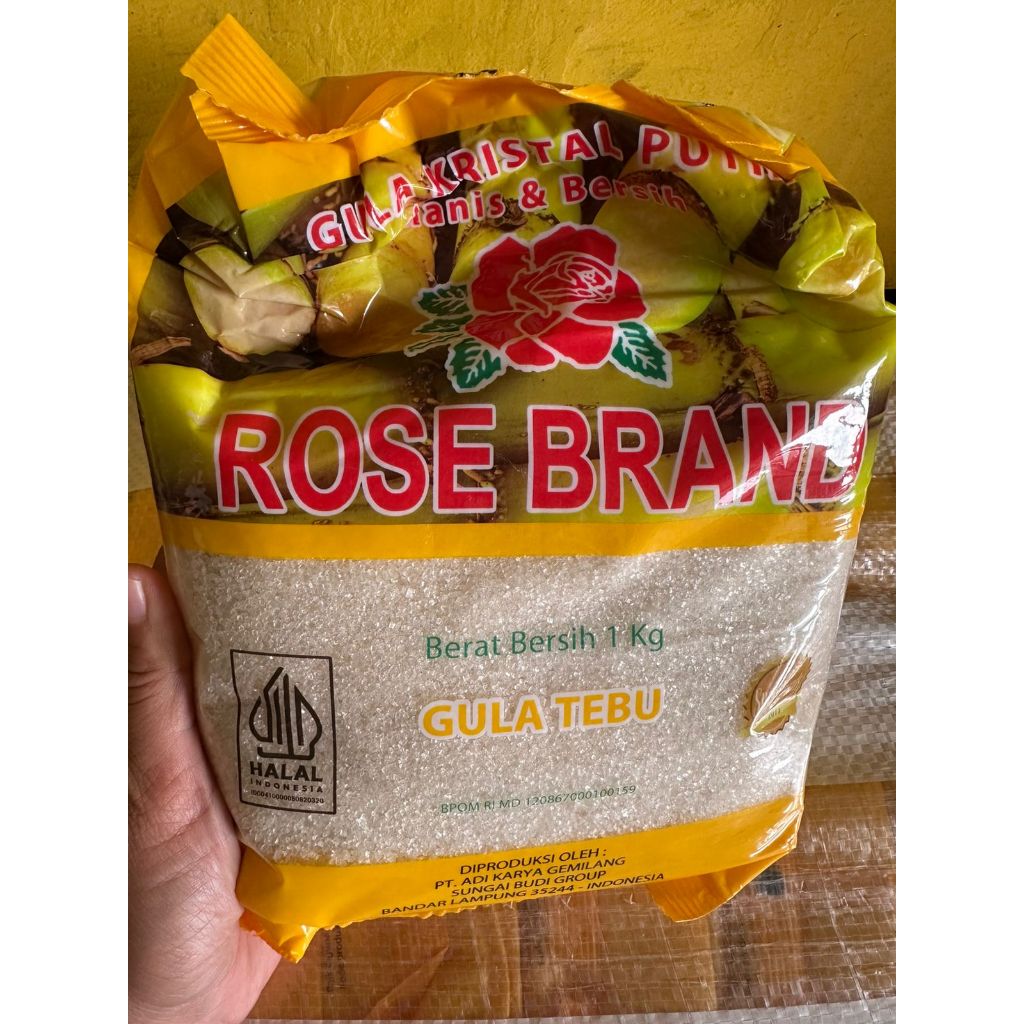 GULA KRISTAL PUTIH
Manis & Bersih
ROSE BRAND
Berat Bersih 1 Kg
GULA TEBU
HALAL
INDONESIA
ID00410000080820320
BPOM RI MD 120867000100159
DIPRODUKSI OLEH :
PT. ADI KARYA GEMILANG
SUNGAI BUDI GROUP
BANDAR LAMPUNG 35244 - INDONESIA